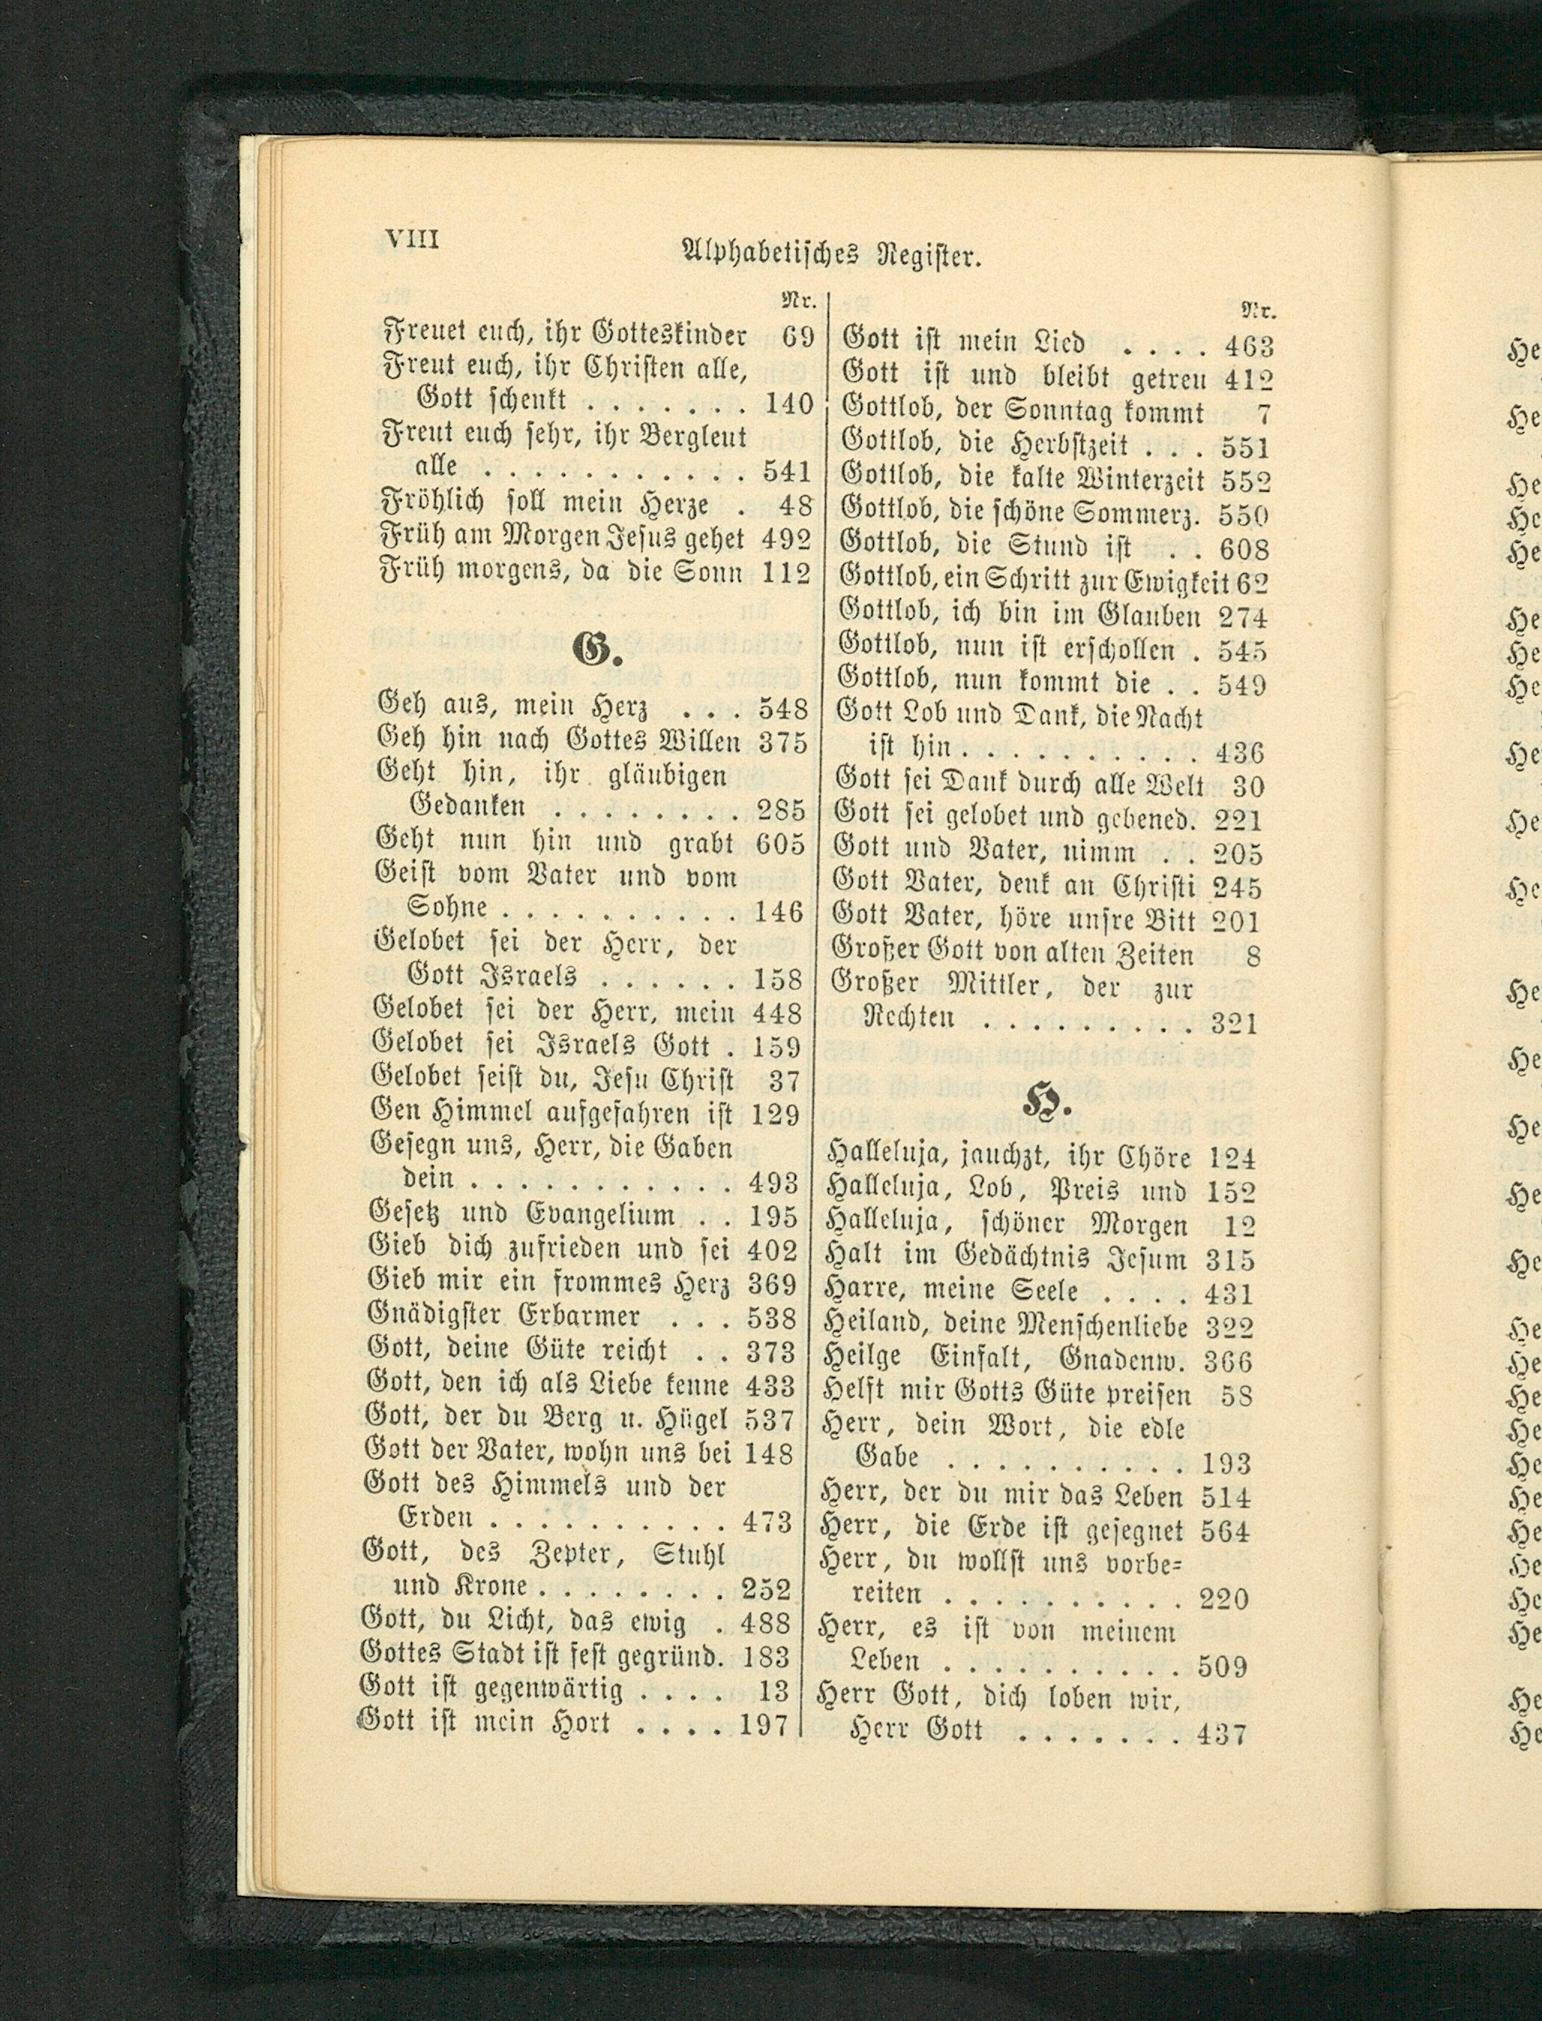 VIII
Alphabetisches Register.
Nr.
Freuet euch, ihr Gotteskinder 69
Freut euch, ihr Christen alle,
Gott schenkt . . . . . . . 140
Freut euch sehr, ihr Bergleut
alle . . . . . . . . . . . 541
Fröhlich soll mein Herze . 48
Früh am Morgen Jesus gehet 492
Früh morgens, da die Sonn 112
G.
Geh aus, mein Herz . . . 548
Geh hin nach Gottes Willen 375
Geht hin, ihr gläubigen
Gedanken . . . . . . . . 285
Geht nun hin und grabt 605
Geist vom Vater und vom
Sohne . . . . . . . . . . 146
Gelobet sei der Herr, der
Gott Israels . . . . . . 158
Gelobet sei der Herr, mein 448
Gelobet sei Israels Gott . 159
Gelobet seist du, Jesu Christ 37
Gen Himmel aufgefahren ist 129
Gesegn uns, Herr, die Gaben
dein . . . . . . . . . . . 493
Gesetz und Evangelium . . 195
Gieb dich zufrieden und sei 402
Gieb mir ein frommes Herz 369
Gnädigster Erbarmer . . . 538
Gott, deine Güte reicht . . 373
Gott, den ich als Liebe kenne 433
Gott, der du Berg u. Hügel 537
Gott der Vater, wohn uns bei 148
Gott des Himmels und der
Erden . . . . . . . . . . 473
Gott, des Zepter, Stuhl
und Krone . . . . . . . . 252
Gott, du Licht, das ewig . 488
Gottes Stadt ist fest gegründ. 183
Gott ist gegenwärtig . . . . 13
Gott ist mein Hort . . . . 197
Nr.
Gott ist mein Lied . . . . 463
Gott ist und bleibt getreu 412
Gottlob, der Sonntag kommt 7
Gottlob, die Herbstzeit . . . 551
Gottlob, die kalte Winterzeit 552
Gottlob, die schöne Sommerz. 550
Gottlob, die Stund ist . . 608
Gottlob, ein Schritt zur Ewigkeit 62
Gottlob, ich bin im Glauben 274
Gottlob, nun ist erschollen . 545
Gottlob, nun kommt die . . 549
Gott Lob und Dank, die Nacht
ist hin . . . . . . . . . . 436
Gott sei Dank durch alle Welt 30
Gott sei gelobet und gebened. 221
Gott und Vater, nimm . . 205
Gott Vater, denk an Christi 245
Gott Vater, höre unsre Bitt 201
Großer Gott von alten Zeiten 8
Großer Mittler, der zur
Rechten . . . . . . . . . 321
H.
Halleluja, jauchzt, ihr Chöre 124
Halleluja, Lob, Preis und 152
Halleluja, schöner Morgen 12
Halt im Gedächtnis Jesum 315
Harre, meine Seele . . . . 431
Heiland, deine Menschenliebe 322
Heilge Einfalt, Gnadenw. 366
Helft mir Gotts Güte preisen 58
Herr, dein Wort, die edle
Gabe . . . . . . . . . . 193
Herr, der du mir das Leben 514
Herr, die Erde ist gesegnet 564
Herr, du wollst uns vorbe-
reiten . . . . . . . . . . 220
Herr, es ist von meinem
Leben . . . . . . . . . . 509
Herr Gott, dich loben wir,
Herr Gott . . . . . . . 437